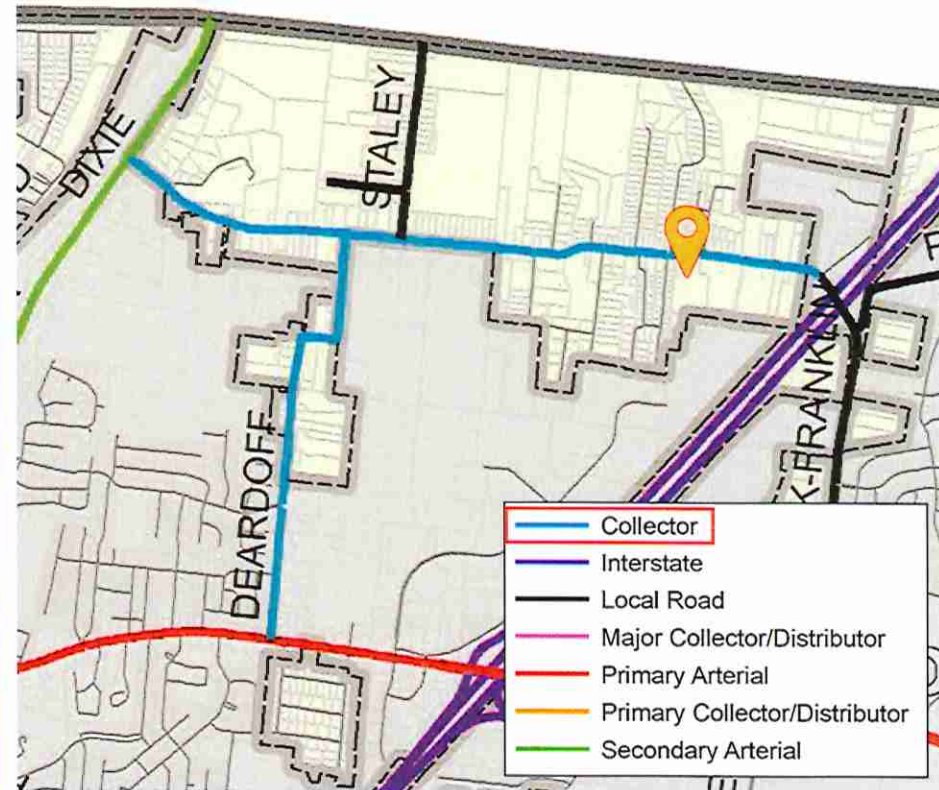 DIXIE
STALEY
DEARDOFF
K-FRANKLIN
Collector
Interstate
Local Road
Major Collector/Distributor
Primary Arterial
Primary Collector/Distributor
Secondary Arterial